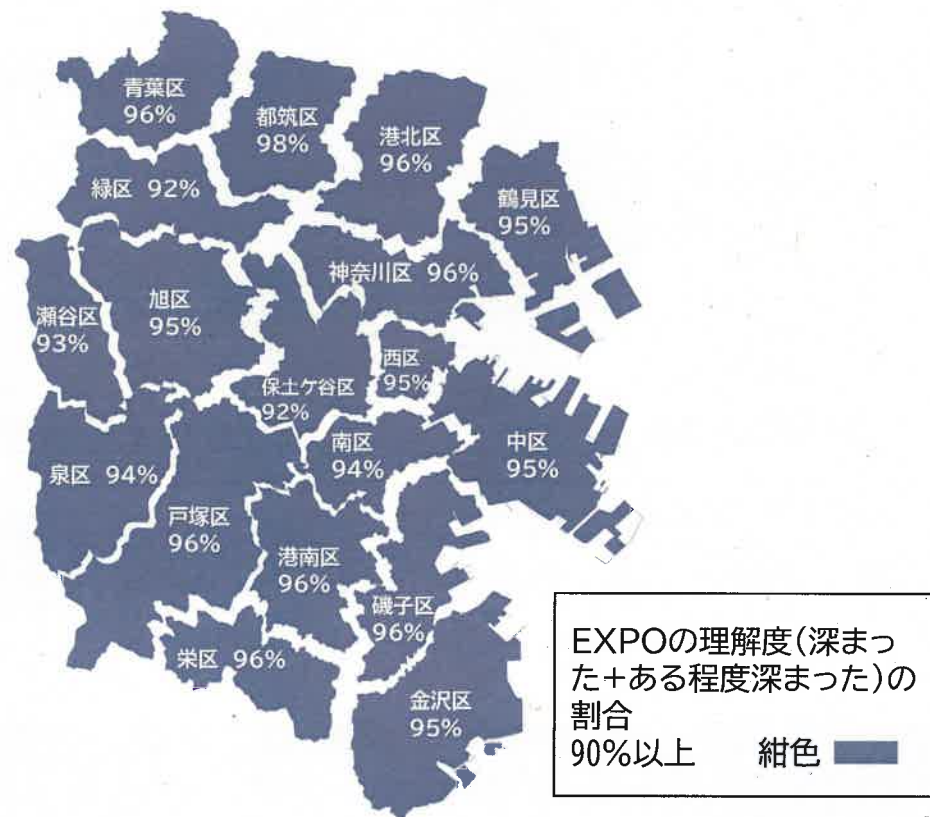 青葉区
96%
都筑区
98%
港北区
96%
緑区 92%
鶴見区
95%
神奈川区 96%
瀬谷区
93%
旭区
95%
西区
95%
保土ケ谷区
92%
南区
94%
中区
95%
泉区 94%
戸塚区
96%
港南区
96%
磯子区
96%
栄区 96%
金沢区
95%
EXPOの理解度(深まっ
た+ある程度深まった)の
割合
90%以上 紺色